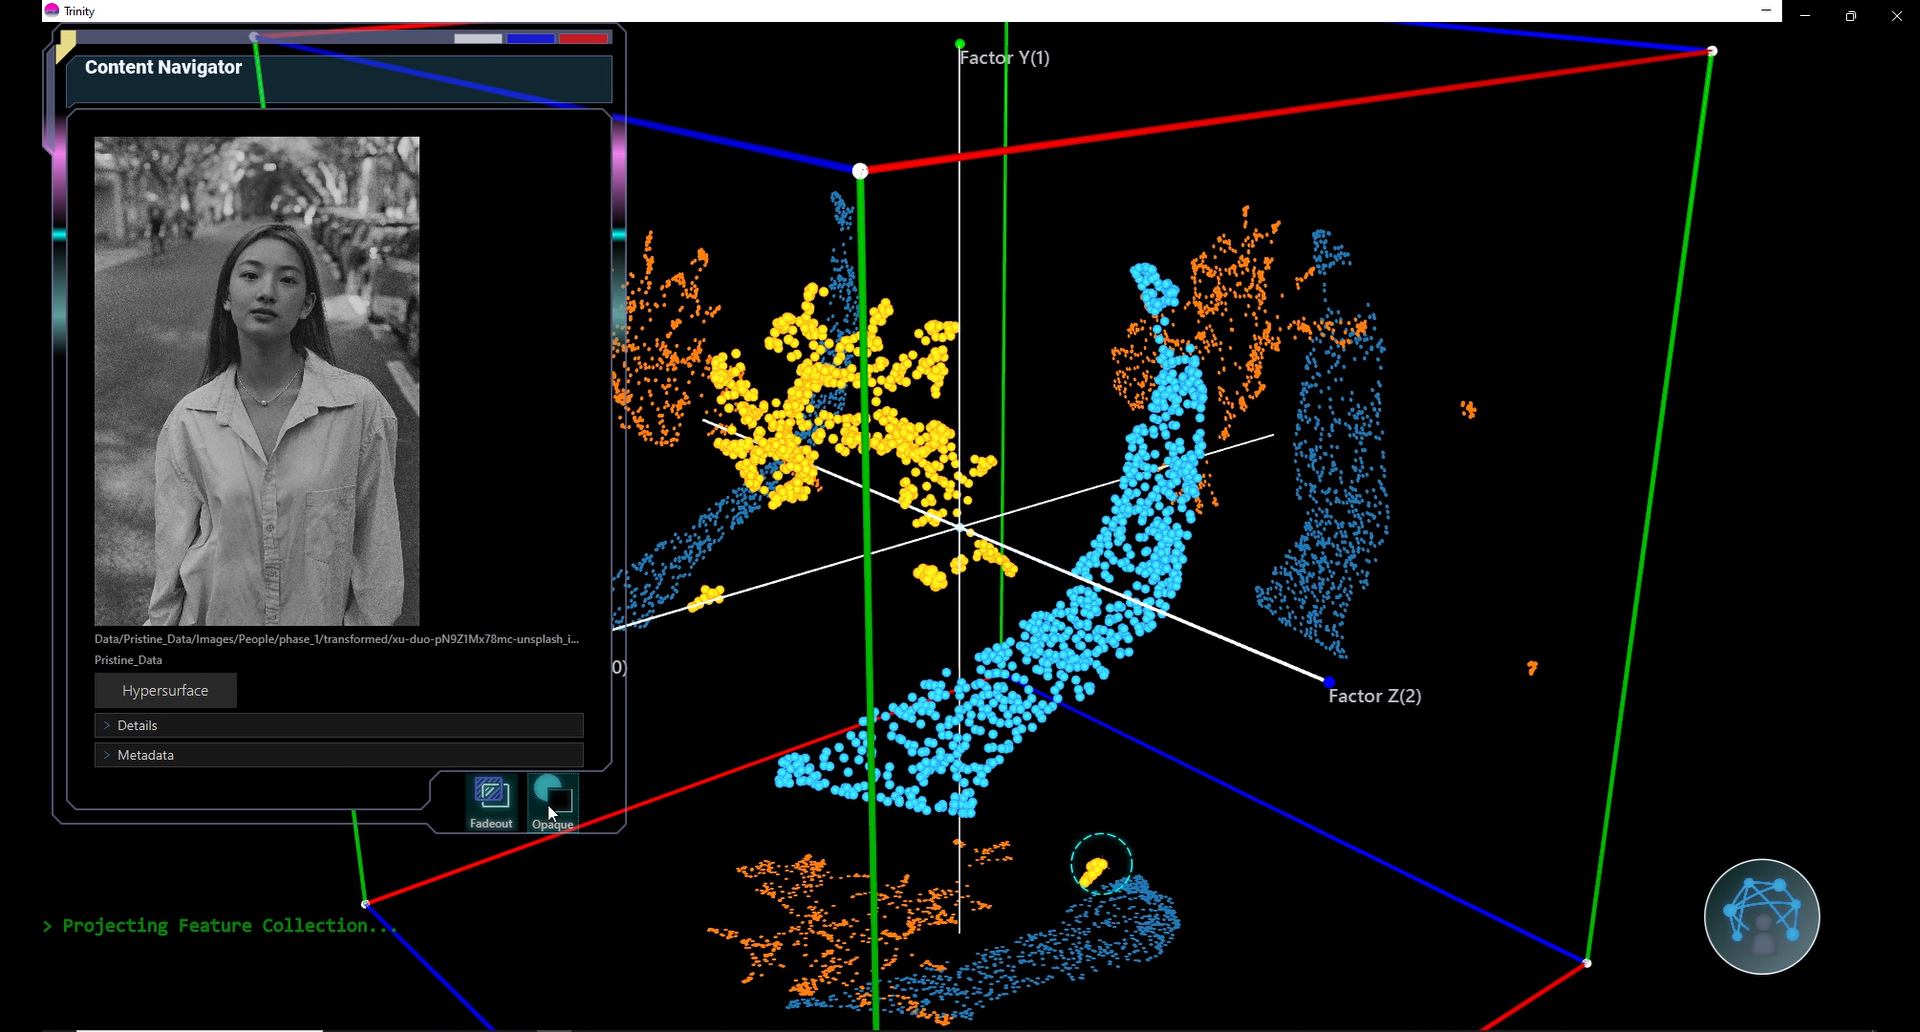 Trinity
Content Navigator
Factor Y(1)
Data/Pristine_Data/Images/People/phase_1/transformed/xu-duo-pN9Z1Mx78mc-unsplash_i...
Pristine_Data
0)
Hypersurface
Factor Z(2)
Details
Metadata
Fadeout
Opaque
> Projecting Feature Collection...